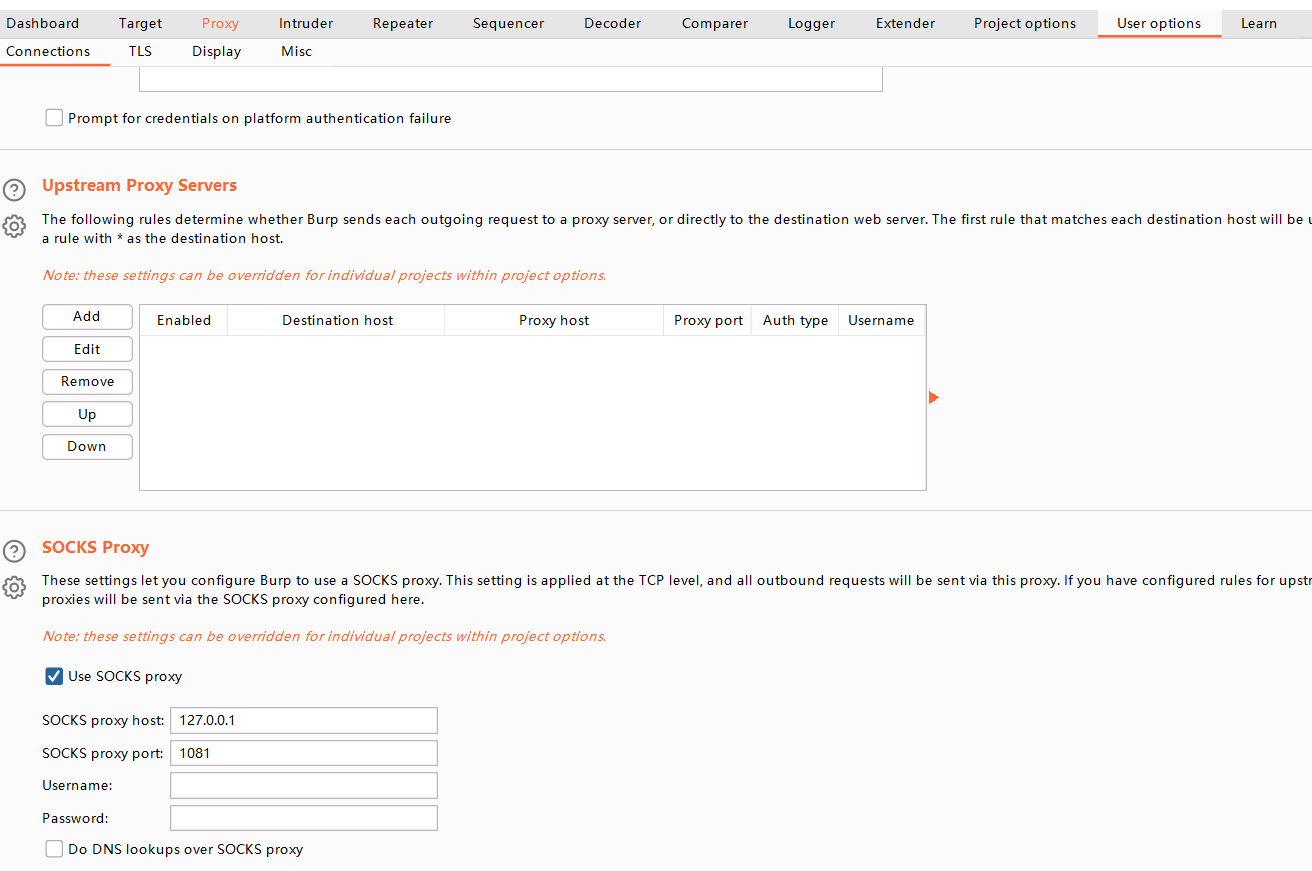 Dashboard Target Proxy Intruder Repeater Sequencer Decoder Comparer Logger Extender Project options User options Learn
Connections TLS Display Misc
Prompt for credentials on platform authentication failure
Upstream Proxy Servers
The following rules determine whether Burp sends each outgoing request to a proxy server, or directly to the destination web server. The first rule that matches each destination host will be
a rule with * as the destination host.
Note: these settings can be overridden for individual projects within project options.
Add
Edit
Remove
Up
Down
Enabled Destination host Proxy host Proxy port Auth type Username
SOCKS Proxy
These settings let you configure Burp to use a SOCKS proxy. This setting is applied at the TCP level, and all outbound requests will be sent via this proxy. If you have configured rules for
proxies will be sent via the SOCKS proxy configured here.
Note: these settings can be overridden for individual projects within project options.
Use SOCKS proxy
SOCKS proxy host: 127.0.0.1
SOCKS proxy port: 1081
Username:
Password:
Do DNS lookups over SOCKS proxy